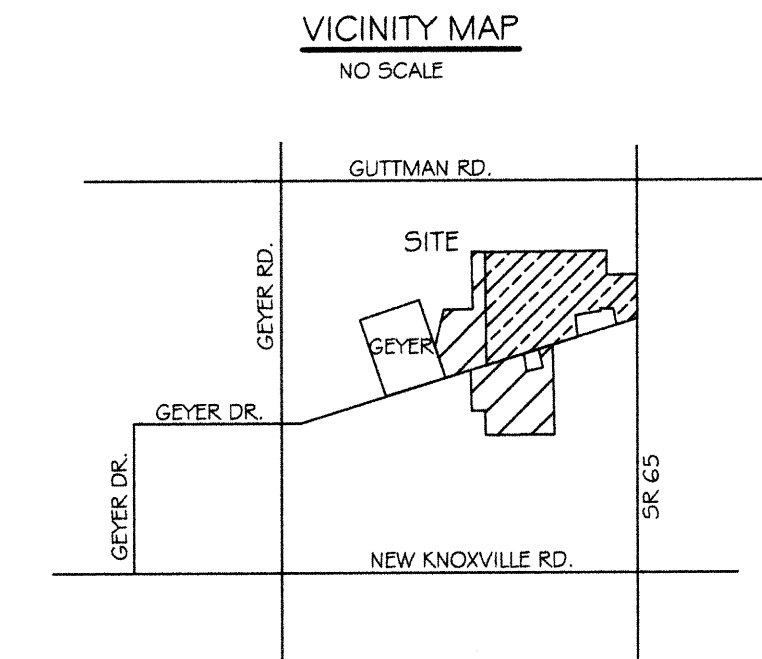 VICINITY MAP
NO SCALE
GUTTMAN RD.
SITE
GEYER RD.
GEYER
GEYER DR.
GEYER DR.
SR 65
NEW KNOXVILLE RD.